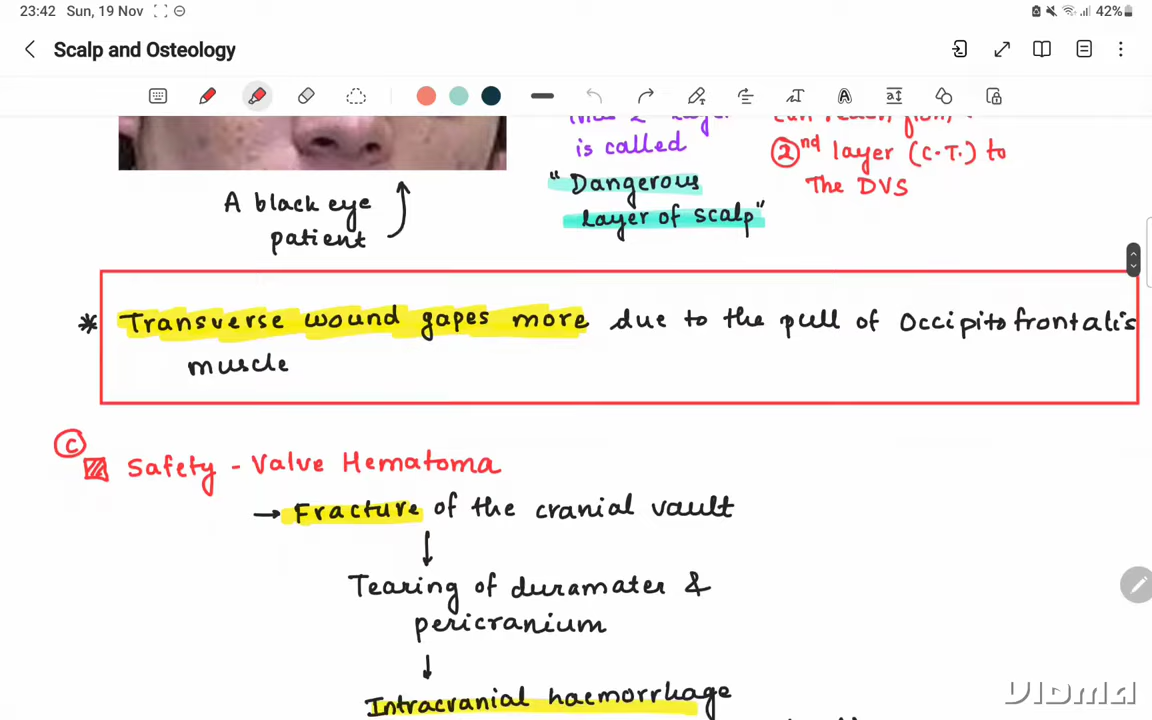 23:42 Sun, 19 Nov 42%
Scalp and Osteology
is called
"Dangerous
layer of scalp"
②nd layer (C.T.) to
The DVS
A black eye
patient
* Transverse wound gapes more due to the pull of Occipitofrontalis
muscle
C
Safety - Valve Hematoma
→ Fracture of the cranial vault
↓
Tearing of duramater &
pericranium
↓
Intracranial haemorrhage
VIDMA